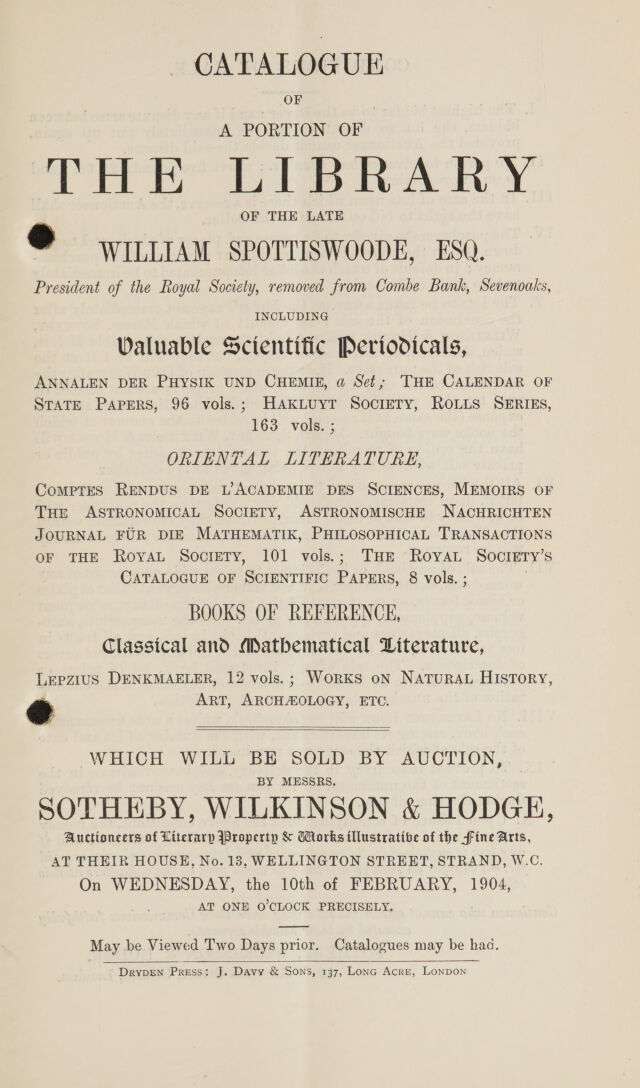 CATALOGUE
OF
A PORTION OF
THE LIBRARY
OF THE LATE
WILLIAM SPOTTISWOODE, ESQ.
President of the Royal Society, removed from Combe Bank, Sevenoaks,
INCLUDING
Valuable Scientific Periodicals,
ANNALEN DER PHYSIK UND CHEMIE, a Set; THE CALENDAR OF
STATE PAPERS, 96 vols.; HAKLUYT SOCIETY, ROLLS SERIES,
163 vols.;
ORIENTAL LITERATURE,
COMPTES RENDUS DE L'ACADEMIE DES SCIENCES, MEMOIRS OF
THE ASTRONOMICAL SOCIETY, ASTRONOMISCHE NACHRICHTEN
JOURNAL FÜR DIE MATHEMATIK, PHILOSOPHICAL TRANSACTIONS
OF THE ROYAL SOCIETY, 101 vols.; THE ROYAL SOCIETY'S
CATALOGUE OF SCIENTIFIC PAPERS, 8 vols.;
BOOKS OF REFERENCE,
Classical and Mathematical Literature,
LEPZIUS DENKMAELER, 12 vols.; WORKS ON NATURAL HISTORY,
ART, ARCHÆOLOGY, ETC.
WHICH WILL BE SOLD BY AUCTION,
BY MESSRS.
SOTHEBY, WILKINSON & HODGE,
Auctioneers of Literary Property & Works illustrative of the Fine Arts,
AT THEIR HOUSE, No. 13, WELLINGTON STREET, STRAND, W.C.
On WEDNESDAY, the 10th of FEBRUARY, 1904,
AT ONE O'CLOCK PRECISELY.
May be Viewed Two Days prior. Catalogues may be had.
DRYDEN PRESS: J. DAVY & SONS, 137, LONG ACRE, LONDON